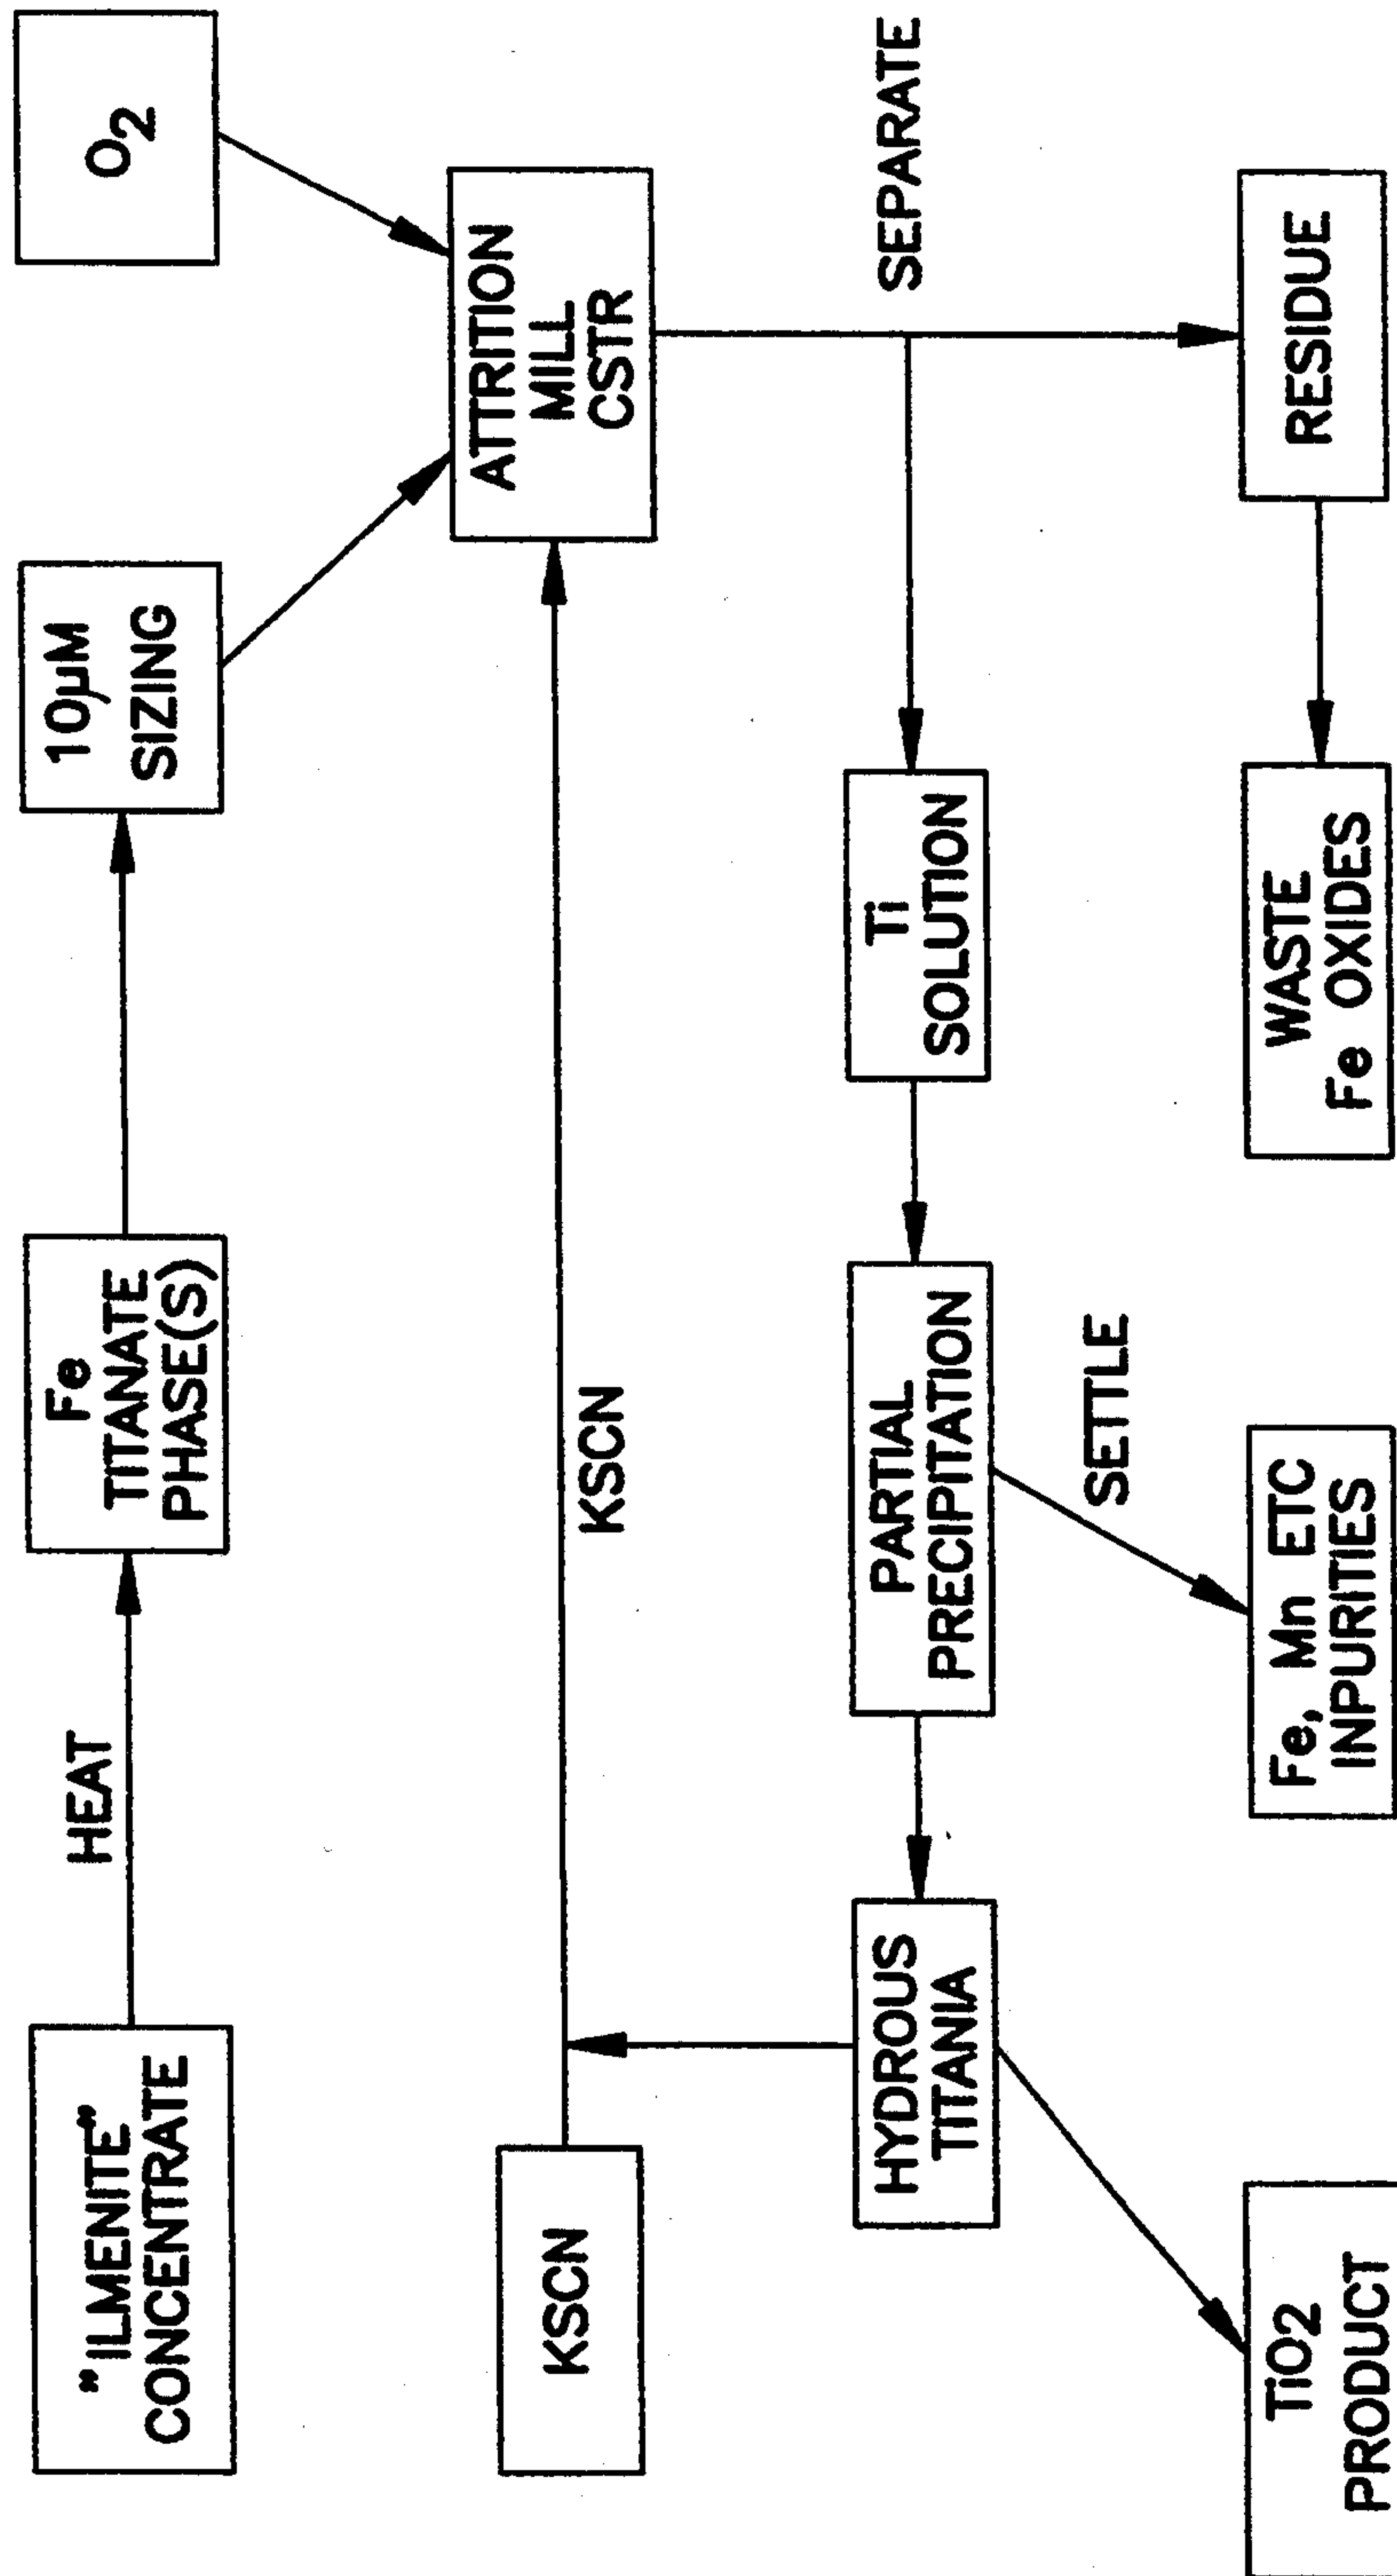 "ILMENITE"
CONCENTRATE
HEAT
Fe
TITANATE
PHASE(S)
10µM
SIZING
O2
KSCN
KSCN
ATTRITION
MILL
CSTR
HYDROUS
TITANIA
PARTIAL
PRECIPITATION
Ti
SOLUTION
SEPARATE
SETTLE
TiO2
PRODUCT
Fe, Mn ETC
INPURITIES
WASTE
Fe OXIDES
RESIDUE